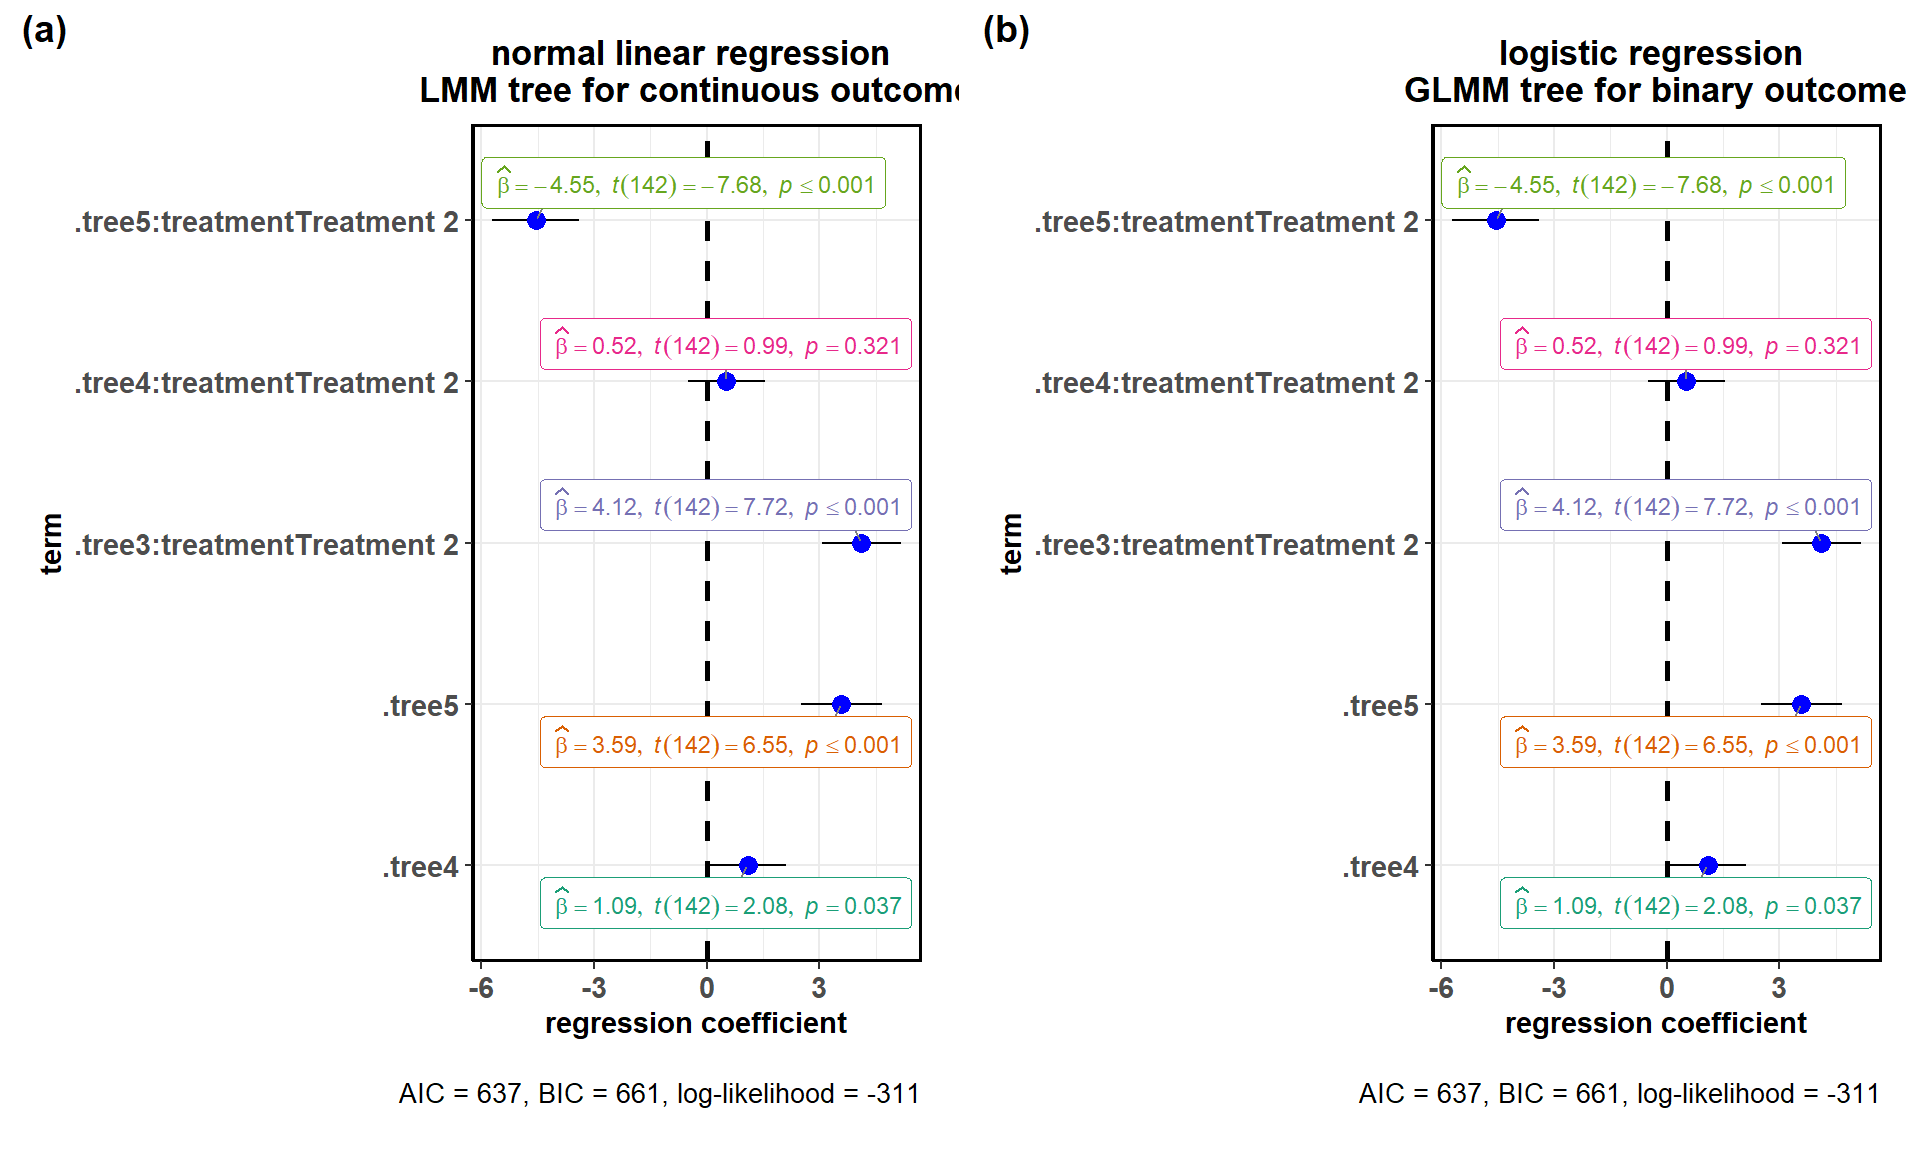 (a)
normal linear regression
LMM tree for continuous outcom
β̂ = −4.55, t(142) = −7.68, p ≤ 0.001
.tree5:treatmentTreatment 2
β̂ = 0.52, t(142) = 0.99, p = 0.321
.tree4:treatmentTreatment 2
β̂ = 4.12, t(142) = 7.72, p ≤ 0.001
.tree3:treatmentTreatment 2
term
.tree5
β̂ = 3.59, t(142) = 6.55, p ≤ 0.001
.tree4
β̂ = 1.09, t(142) = 2.08, p = 0.037
-6 -3 0 3
regression coefficient
AIC = 637, BIC = 661, log-likelihood = -311
(b)
logistic regression
GLMM tree for binary outcome
β̂ = −4.55, t(142) = −7.68, p ≤ 0.001
.tree5:treatmentTreatment 2
β̂ = 0.52, t(142) = 0.99, p = 0.321
.tree4:treatmentTreatment 2
β̂ = 4.12, t(142) = 7.72, p ≤ 0.001
.tree3:treatmentTreatment 2
term
.tree5
β̂ = 3.59, t(142) = 6.55, p ≤ 0.001
.tree4
β̂ = 1.09, t(142) = 2.08, p = 0.037
-6 -3 0 3
regression coefficient
AIC = 637, BIC = 661, log-likelihood = -311